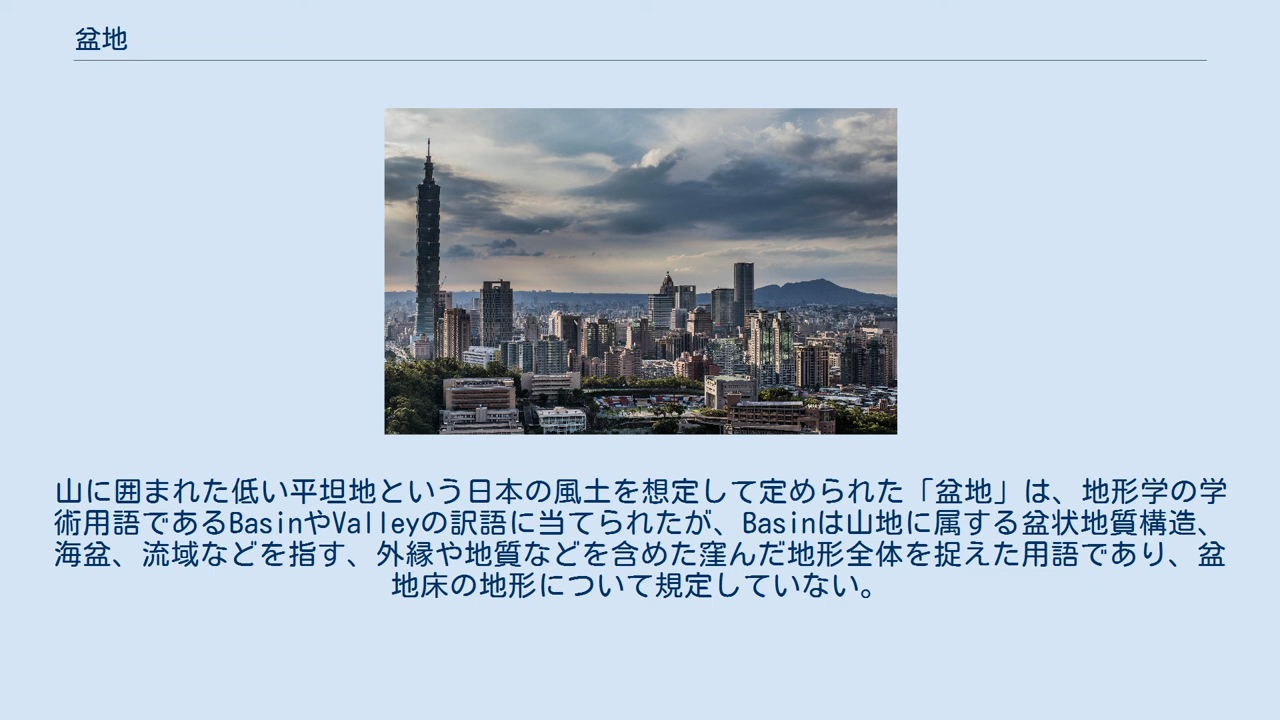 盆地
山に囲まれた低い平坦地という日本の風土を想定して定められた「盆地」は、地形学の学
術用語であるBasinやValleyの訳語に当てられたが、Basinは山地に属する盆状地質構造、
海盆、流域などを指す、外縁や地質などを含めた窪んだ地形全体を捉えた用語であり、盆
地床の地形について規定していない。